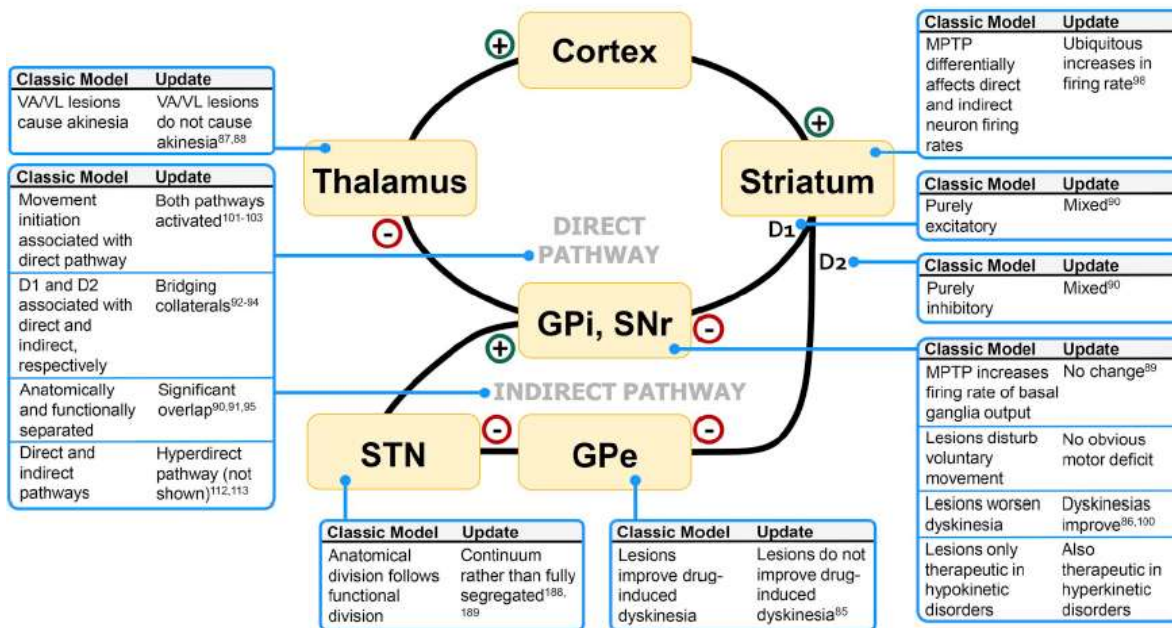 Cortex
Thalamus
Striatum
DIRECT
PATHWAY
D1
D2
GPi, SNr
INDIRECT PATHWAY
STN
GPe
+
+
-
-
+
-
-
Classic Model Update
VA/VL lesions VA/VL lesions
cause akinesia do not cause
akinesia87,88
Classic Model Update
Movement Both pathways
initiation activated101-103
associated with
direct pathway
D1 and D2 Bridging
associated with collaterals92-94
direct and
indirect,
respectively
Anatomically Significant
and functionally overlap90,91,95
separated
Direct and Hyperdirect
indirect pathway (not
pathways shown)112,113
Classic Model Update
Anatomical Continuum
division follows rather than fully
functional segregated188,
division 189
Classic Model Update
Lesions Lesions do not
improve drug- improve drug-
induced induced
dyskinesia dyskinesia85
Classic Model Update
MPTP Ubiquitous
differentially increases in
affects direct firing rate98
and indirect
neuron firing
rates
Classic Model Update
Purely Mixed90
excitatory
Classic Model Update
Purely Mixed90
inhibitory
Classic Model Update
MPTP increases No change89
firing rate of basal
ganglia output
Lesions disturb No obvious
voluntary motor deficit
movement
Lesions worsen Dyskinesias
dyskinesia improve86,100
Lesions only Also
therapeutic in therapeutic in
hypokinetic hyperkinetic
disorders disorders